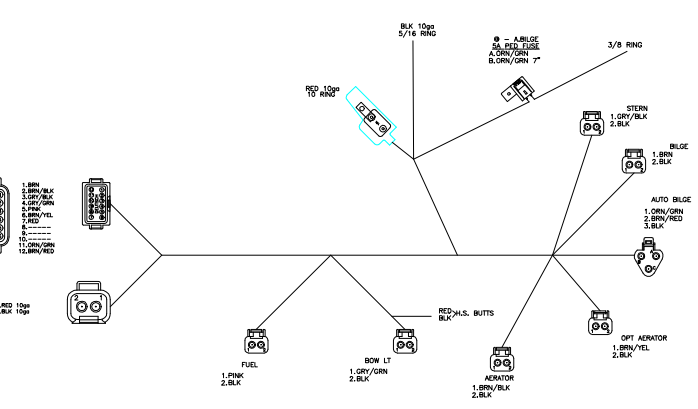 BLK 10ga
5/16 RING
⊕ - A.BILGE
5A PED FUSE
A.ORN/GRN
B.ORN/GRN 7"
3/8 RING
RED 10ga
10 RING
STERN
1.GRY/BLK
2.BLK
BILGE
1.BRN
2.BLK
AUTO BILGE
1.ORN/GRN
2.BRN/RED
3.BLK
1.BRN
2.BRN/BLK
3.GRY/BLK
4.GRY/GRN
5.PINK
6.BRN/YEL
7.RED
8.------
9.------
10.------
11.ORN/GRN
12.BRN/RED
2 1
.RED 10ga
.BLK 10ga
RED
BLK
H.S. BUTTS
FUEL
1.PINK
2.BLK
BOW LT
1.GRY/GRN
2.BLK
AERATOR
1.BRN/BLK
2.BLK
OPT AERATOR
1.BRN/YEL
2.BLK